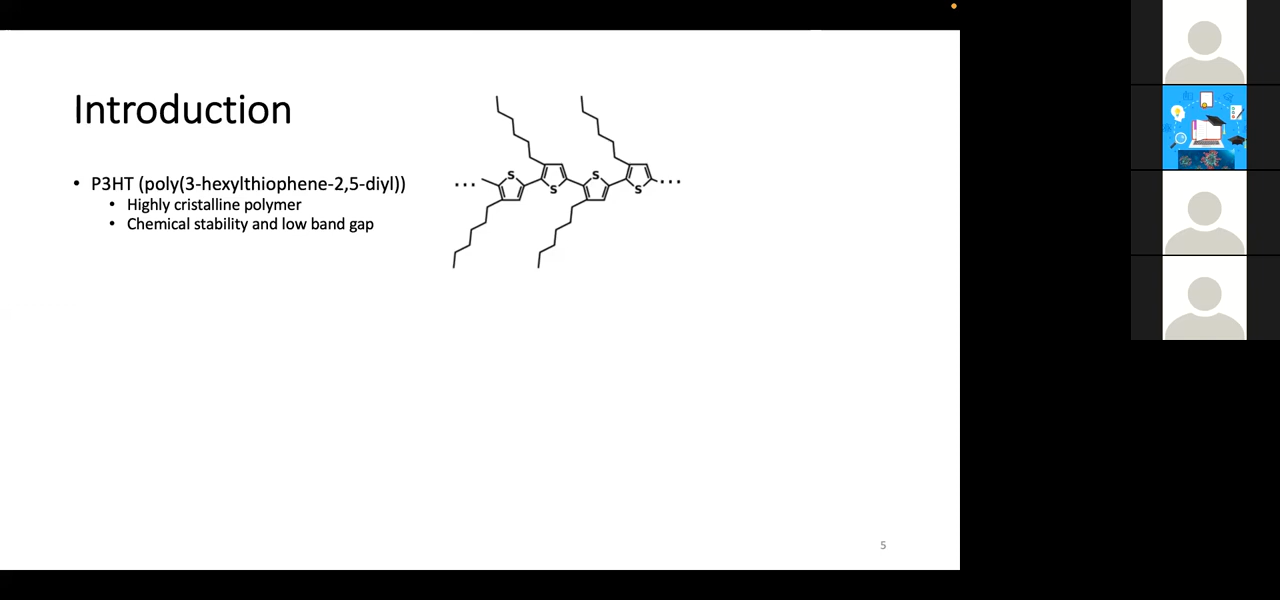 Introduction
• P3HT (poly(3-hexylthiophene-2,5-diyl))
• Highly cristalline polymer
• Chemical stability and low band gap
S
S
S
S
5